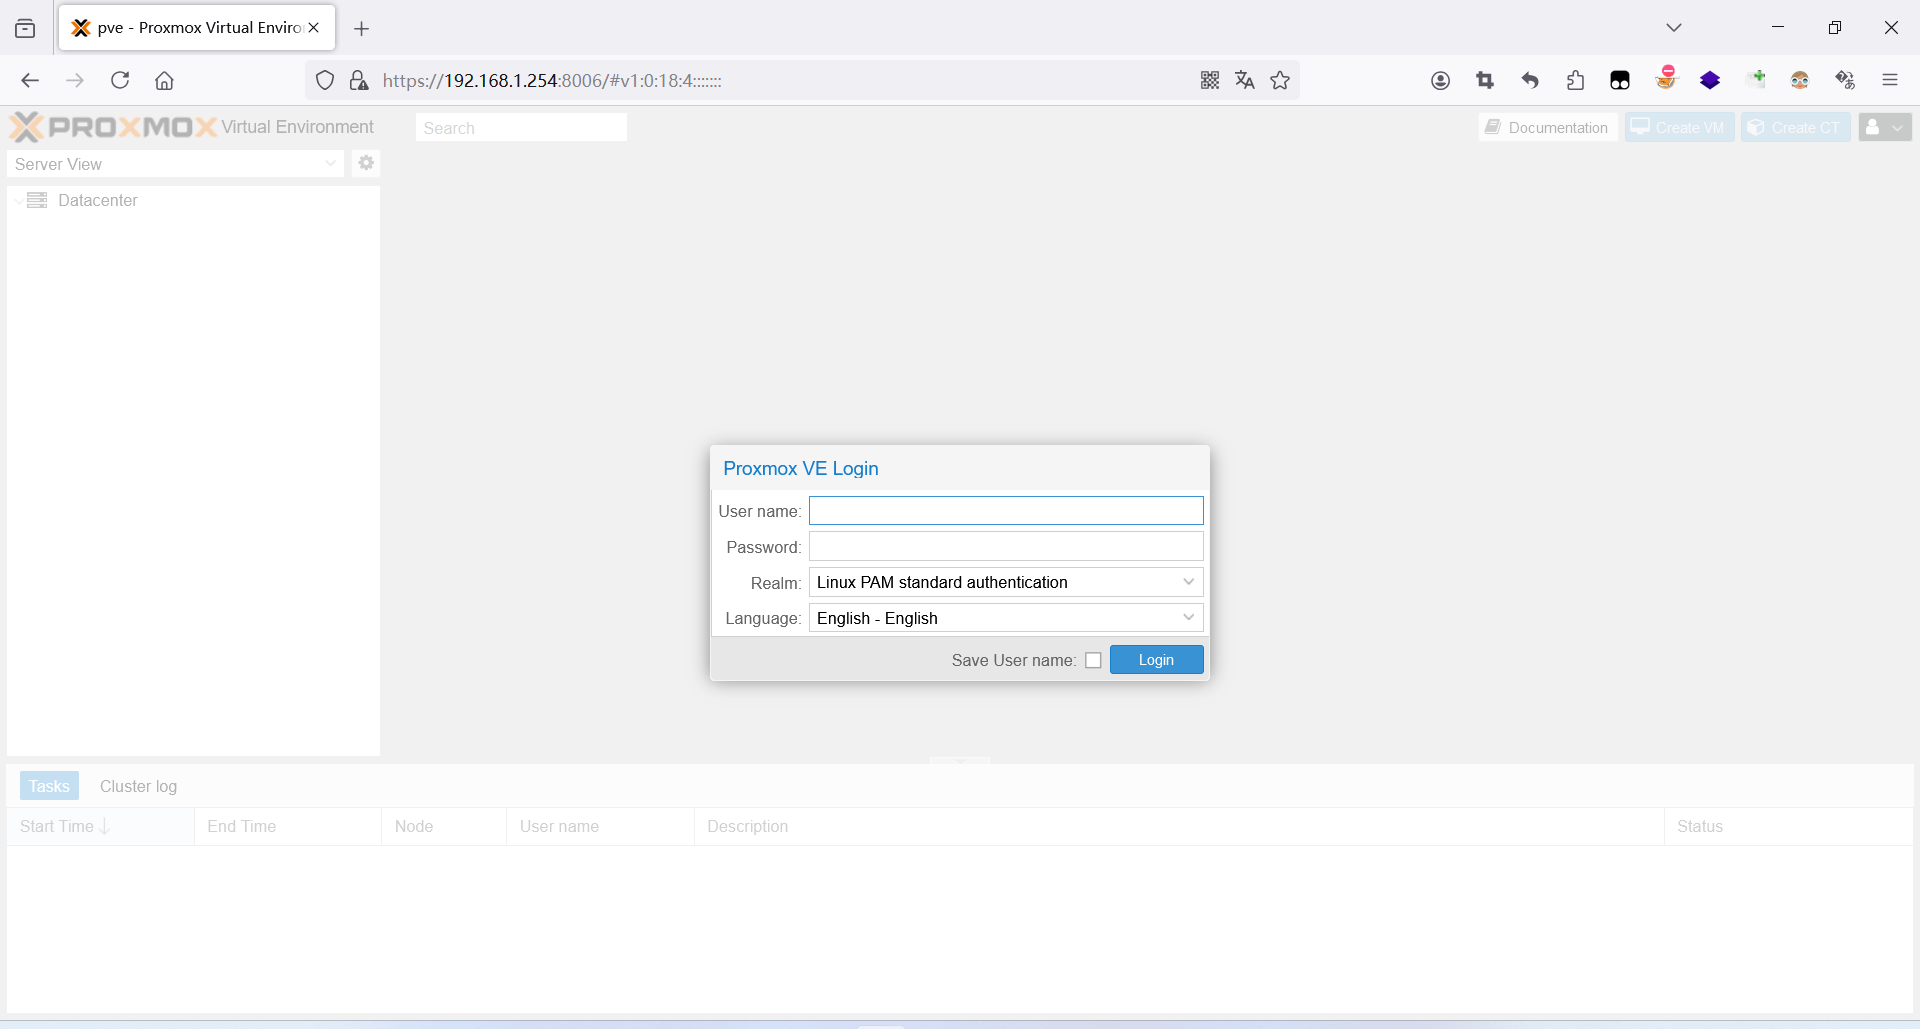 pve - Proxmox Virtual Enviro
https://192.168.1.254:8006/#v1:0:18:4:::::::
PROXMOX Virtual Environment
Search
Documentation
Create VM
Create CT
Server View
Datacenter
Proxmox VE Login
User name:
Password:
Realm: Linux PAM standard authentication
Language: English - English
Save User name:
Login
Tasks
Cluster log
Start Time
End Time
Node
User name
Description
Status